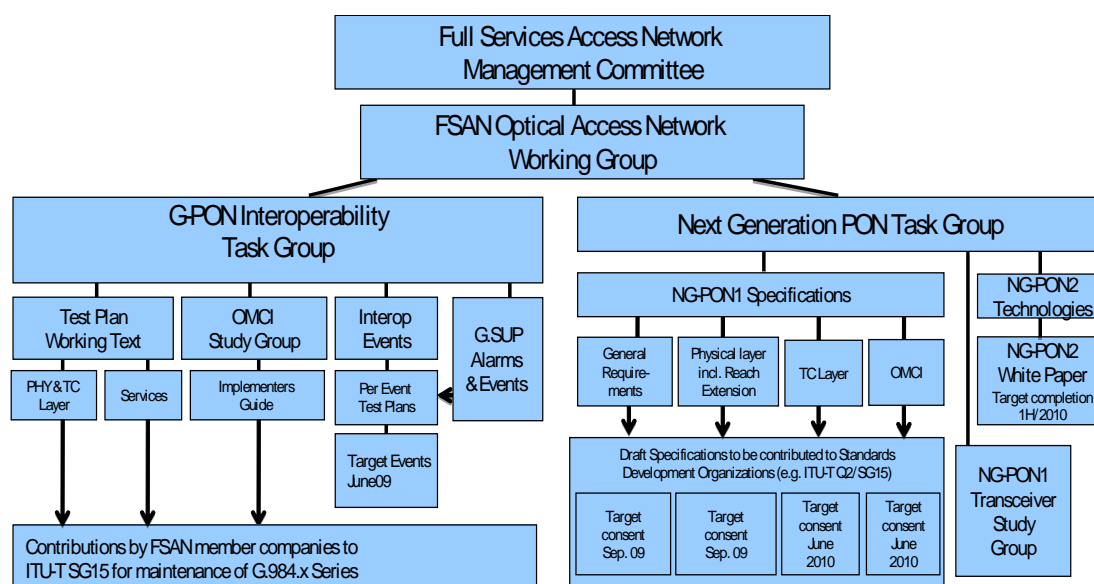 Full Services Access Network
Management Committee
FSAN Optical Access Network
Working Group
G-PON Interoperability
Task Group
Next Generation PON Task Group
Test Plan
Working Text
OMCI
Study Group
Interop
Events
G.SUP
Alarms
& Events
PHY & TC
Layer
Services
Implementers
Guide
Per Event
Test Plans
Target Events
June09
Contributions by FSAN member companies to
ITU-T SG15 for maintenance of G.984.x Series
NG-PON1 Specifications
NG-PON2
Technologies
General
Require-
ments
Physical layer
incl. Reach
Extension
TC Layer
OMCI
NG-PON2
White Paper
Target completion
1H/2010
Draft Specifications to be contributed to Standards
Development Organizations (e.g. ITU-T Q2/SG15)
Target
consent
Sep. 09
Target
consent
Sep. 09
Target
consent
June
2010
Target
consent
June
2010
NG-PON1
Transceiver
Study
Group